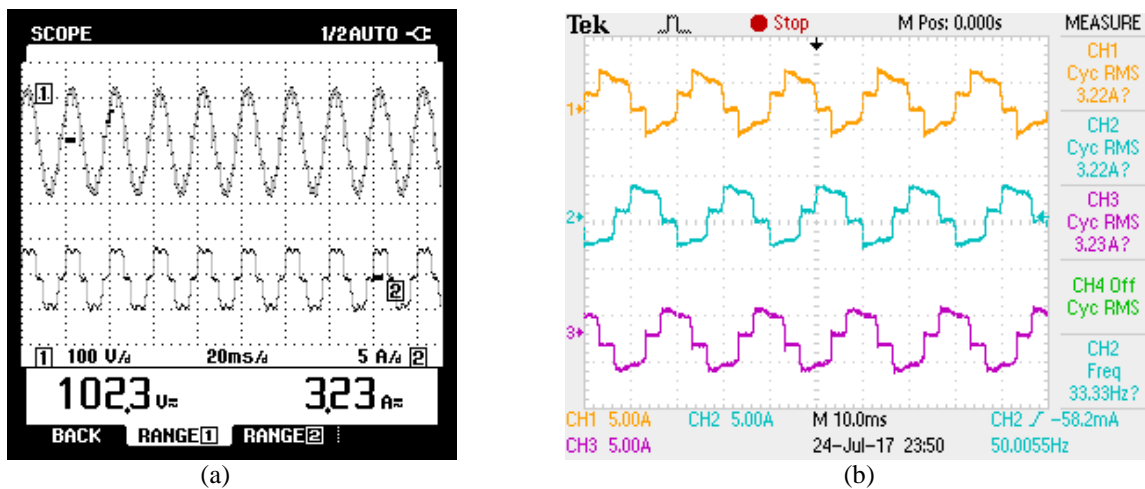 SCOPE 1/2 AUTO
1
2
1 100 V/d 20ms/d 5 A/d 2
102,3 V≂ 3,23 A≂
BACK RANGE1 RANGE2
(a)
Tek Stop M Pos: 0.000s MEASURE
CH1
Cyc RMS
3.22A?
CH2
Cyc RMS
3.22A?
CH3
Cyc RMS
3.23A?
CH4 Off
Cyc RMS
CH2
Freq
33.33Hz?
1
2
3
CH1 5.00A CH2 5.00A M 10.0ms CH2 -58.2mA
CH3 5.00A 24-Jul-17 23:50 50.0055Hz
(b)